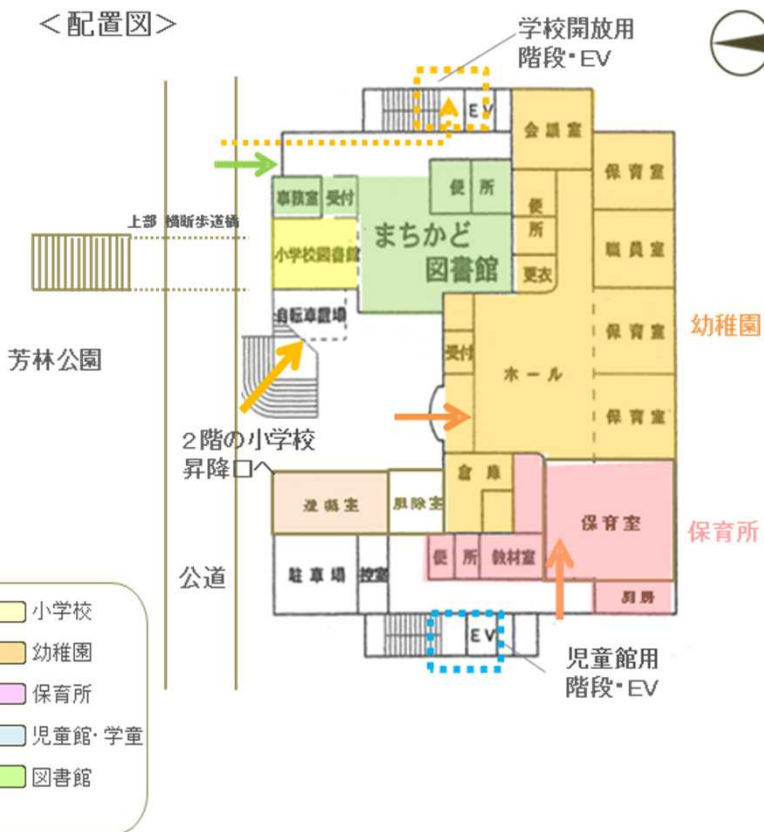 ＜配置図＞
学校開放用
階段・EV
EV
会議室
事務室
受付
便所
まちかど
図書館
小学校図書館
便
所
更衣
保育室
職員室
保育室
保育室
上部 横断歩道橋
自転車置場
芳林公園
受付
ホール
幼稚園
2階の小学校
昇降口へ
倉庫
保育室
保育所
公道
駐車場
控室
便所
教材室
厨房
EV
児童館用
階段・EV
小学校
幼稚園
保育所
児童館・学童
図書館